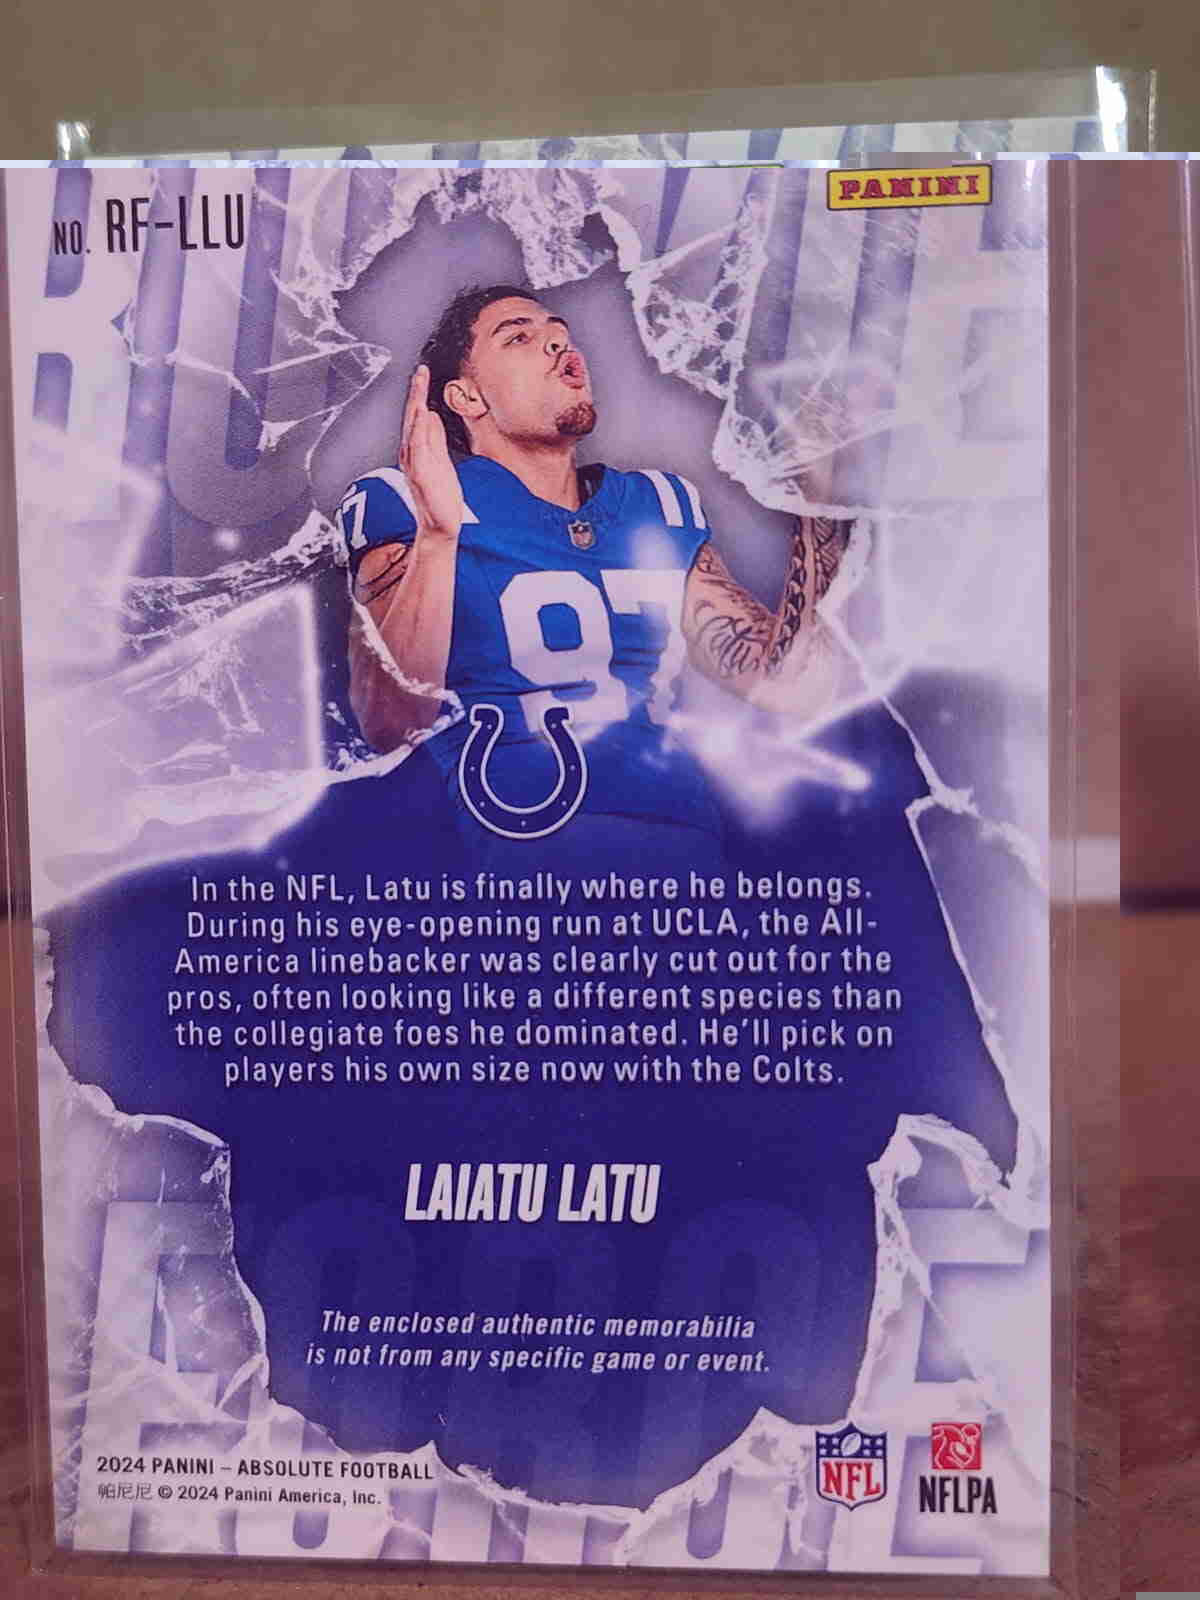 PANINI
NO. RF-LLU
7
97
In the NFL, Latu is finally where he belongs.
During his eye-opening run at UCLA, the All-
America linebacker was clearly cut out for the
pros, often looking like a different species than
the collegiate foes he dominated. He'll pick on
players his own size now with the Colts.
LAIATU LATU
The enclosed authentic memorabilia
is not from any specific game or event.
2024 PANINI – ABSOLUTE FOOTBALL
帕尼尼 © 2024 Panini America, Inc.
NFL
NFLPA